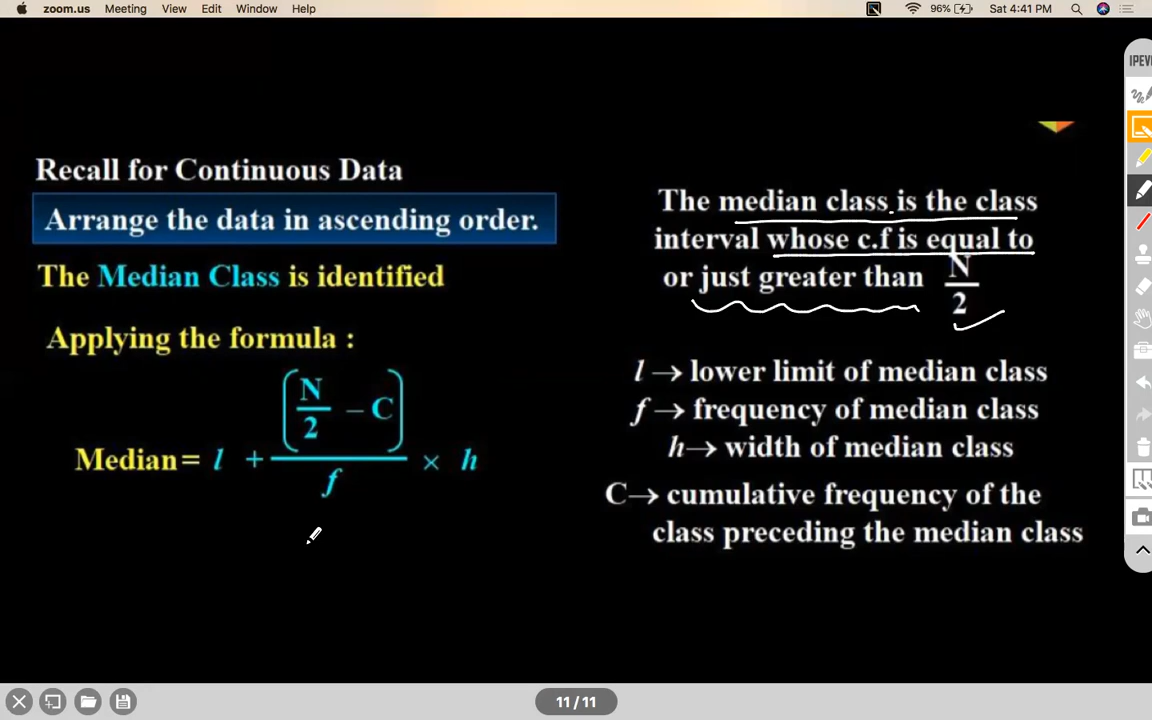 zoom.us Meeting View Edit Window Help 96% Sat 4:41 PM
IPEV
Recall for Continuous Data
Arrange the data in ascending order.
The Median Class is identified
Applying the formula :
Median = l + (N/2 – C)/f × h
The median class is the class
interval whose c.f is equal to
or just greater than N/2
l → lower limit of median class
f → frequency of median class
h → width of median class
C → cumulative frequency of the
class preceding the median class
11/11